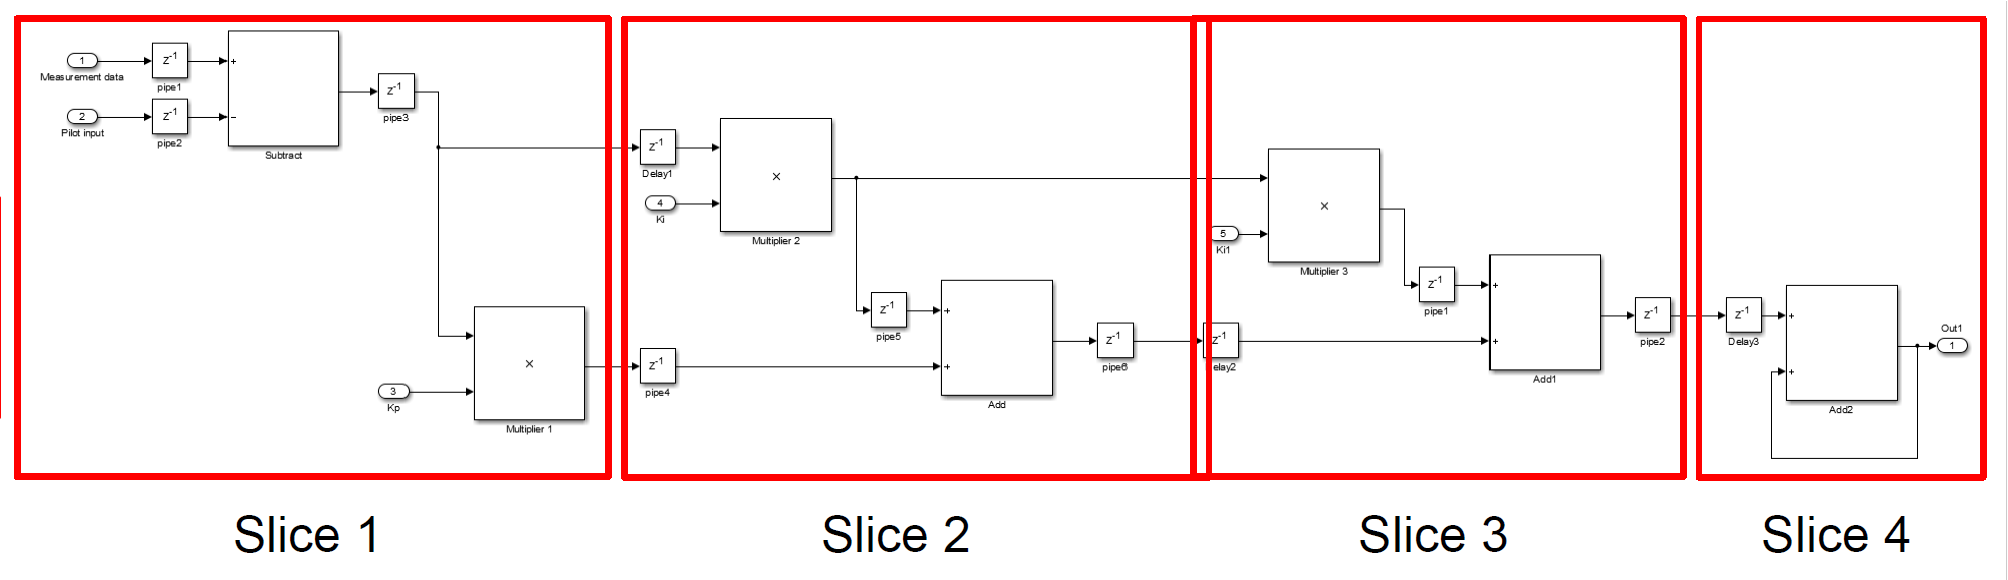 1
Measurement data
z-1
pipe1
2
Pilot input
z-1
pipe2
+
−
Subtract
z-1
pipe3
3
Kp
×
Multiplier 1
z-1
Delay1
4
Ki
×
Multiplier 2
z-1
pipe4
z-1
pipe5
+
+
Add
z-1
pipe6
5
Ki1
z-1
elay2
×
Multiplier 3
z-1
pipe1
+
+
Add1
z-1
pipe2
z-1
Delay3
+
+
Add2
Out1
1
Slice 1
Slice 2
Slice 3
Slice 4